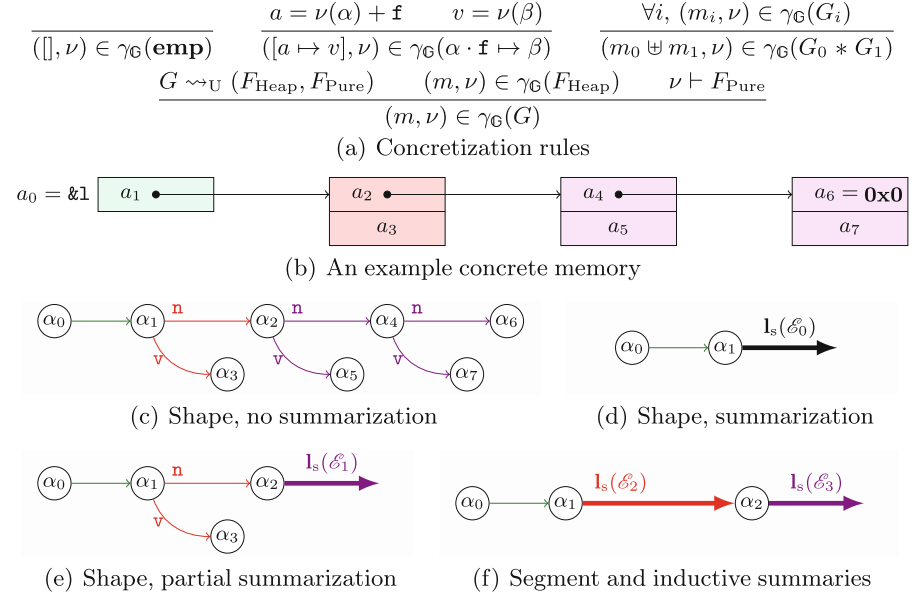 a = ν(α) + f v = ν(β) ∀i, (mᵢ, ν) ∈ γ𝔾(Gᵢ)
([], ν) ∈ γ𝔾(emp) ([a ↦ v], ν) ∈ γ𝔾(α · f ↦ β) (m₀ ⊎ m₁, ν) ∈ γ𝔾(G₀ ∗ G₁)
G ⇝U (FHeap, FPure) (m, ν) ∈ γ𝔾(FHeap) ν ⊢ FPure
(m, ν) ∈ γ𝔾(G)
(a) Concretization rules
a₀ = &l a₁ a₂ a₄ a₆ = 0x0
a₃ a₅ a₇
(b) An example concrete memory
n n n
α₀ α₁ α₂ α₄ α₆
v v v
α₃ α₅ α₇
(c) Shape, no summarization
lₛ(ℰ₀)
α₀ α₁
(d) Shape, summarization
n lₛ(ℰ₁)
α₀ α₁ α₂
v
α₃
(e) Shape, partial summarization
lₛ(ℰ₂) lₛ(ℰ₃)
α₀ α₁ α₂
(f) Segment and inductive summaries